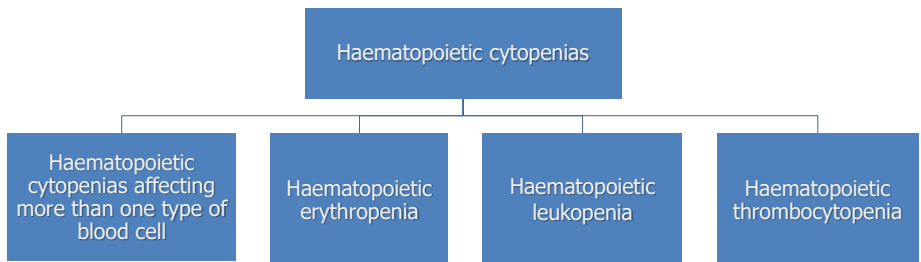 Haematopoietic cytopenias
Haematopoietic
cytopenias affecting
more than one type of
blood cell
Haematopoietic
erythropenia
Haematopoietic
leukopenia
Haematopoietic
thrombocytopenia